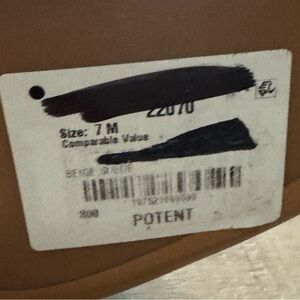 22070
Size: 7 M
Comparable Value
BEIGE SUEDE
300 POTENT